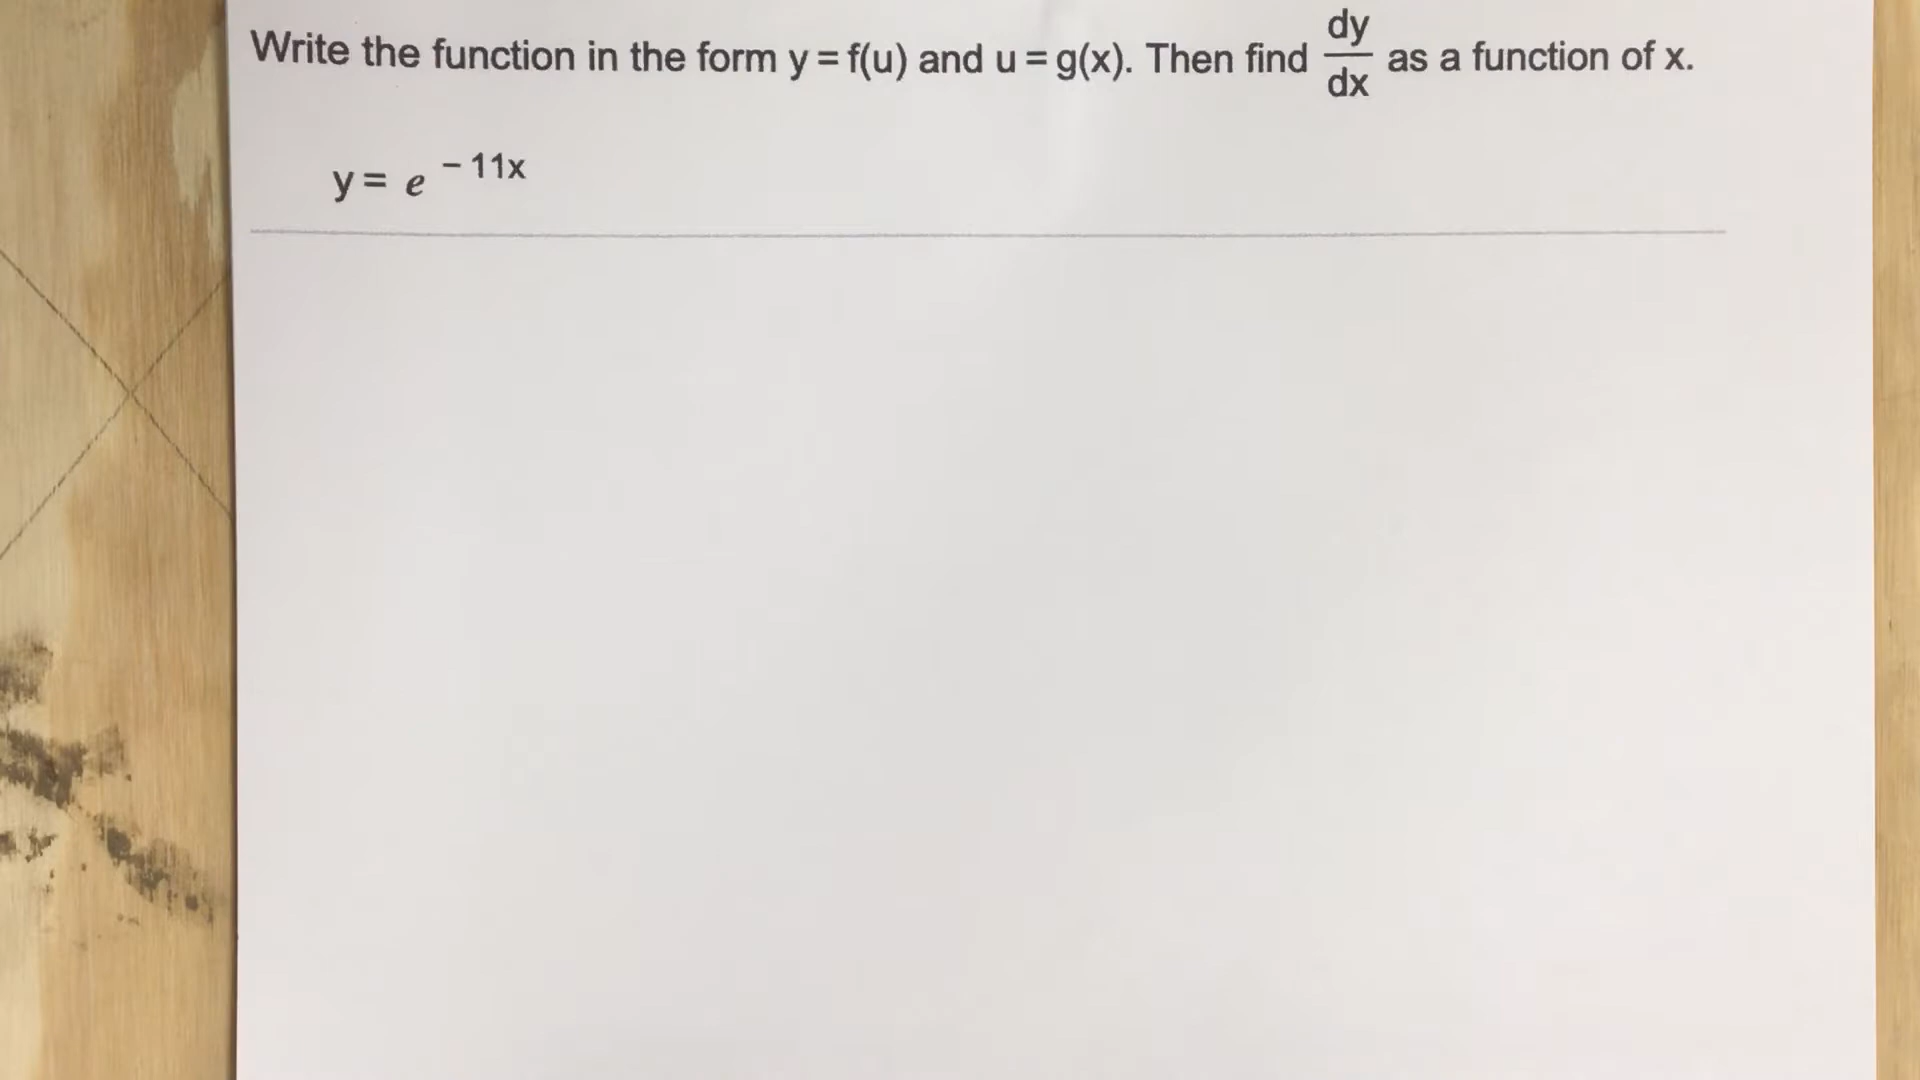 Write the function in the form y = f(u) and u = g(x). Then find dy/dx as a function of x.
y = e^{-11x}